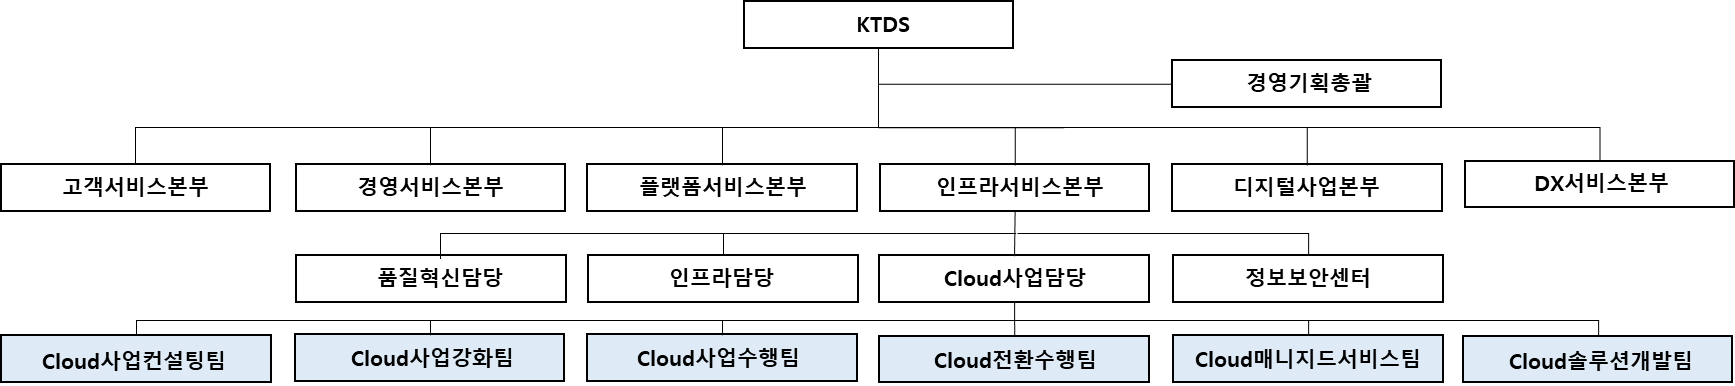 KTDS
경영기획총괄
고객서비스본부
경영서비스본부
플랫폼서비스본부
인프라서비스본부
디지털사업본부
DX서비스본부
품질혁신담당
인프라담당
Cloud사업담당
정보보안센터
Cloud사업컨설팅팀
Cloud사업강화팀
Cloud사업수행팀
Cloud전환수행팀
Cloud매니지드서비스팀
Cloud솔루션개발팀